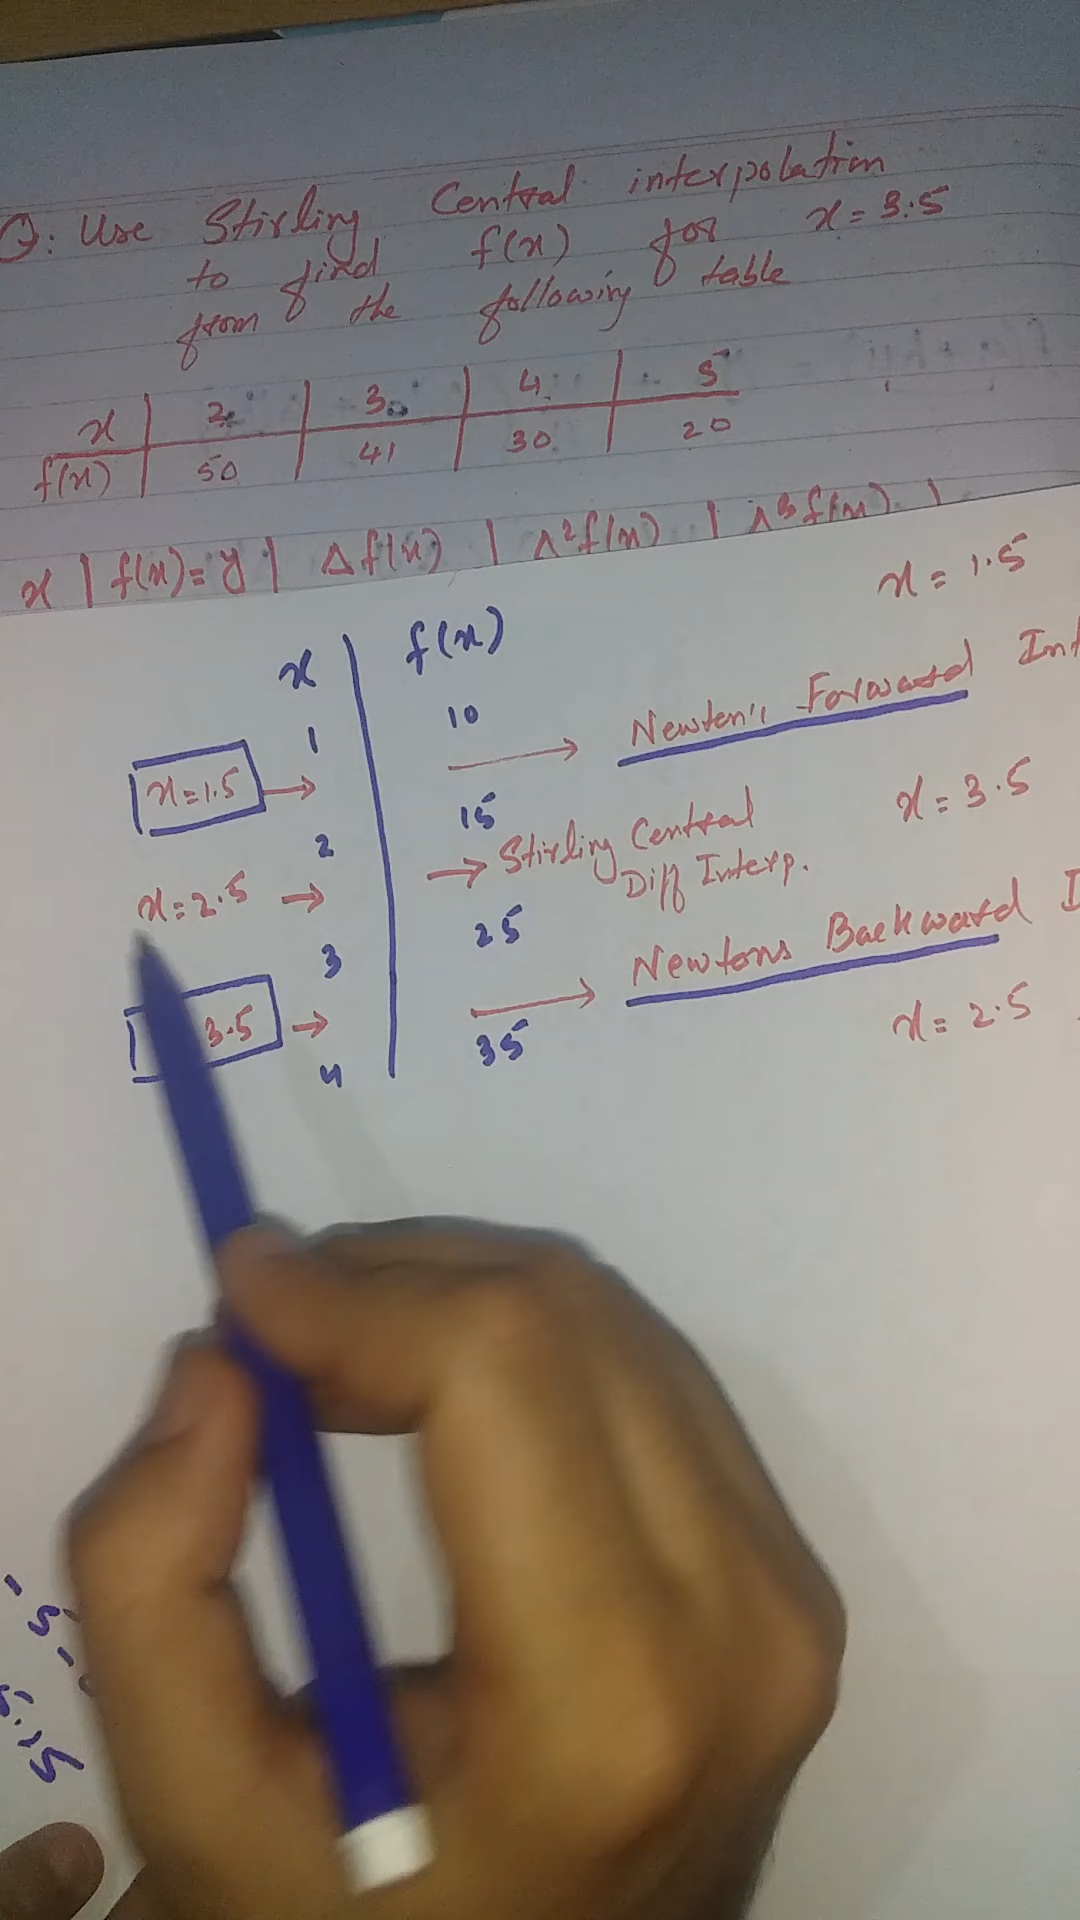 Q: Use Stirling Central interpolation
to find f(x) for x = 3.5
from the following table
x | 2 | 3 | 4 | 5
f(x) | 50 | 41 | 30 | 20
x | f(x)=y | Δf(x) | Δ²f(x) | Δ³f(x) |
x = 1.5
x | f(x)
1 10
Newton's Forward Int
x=1.5 →
→
15
x = 3.5
2
→ Stirling Central
Diff Interp.
x=2.5 →
25
3
Newtons Backward I
3.5 →
→
35
x = 2.5
4